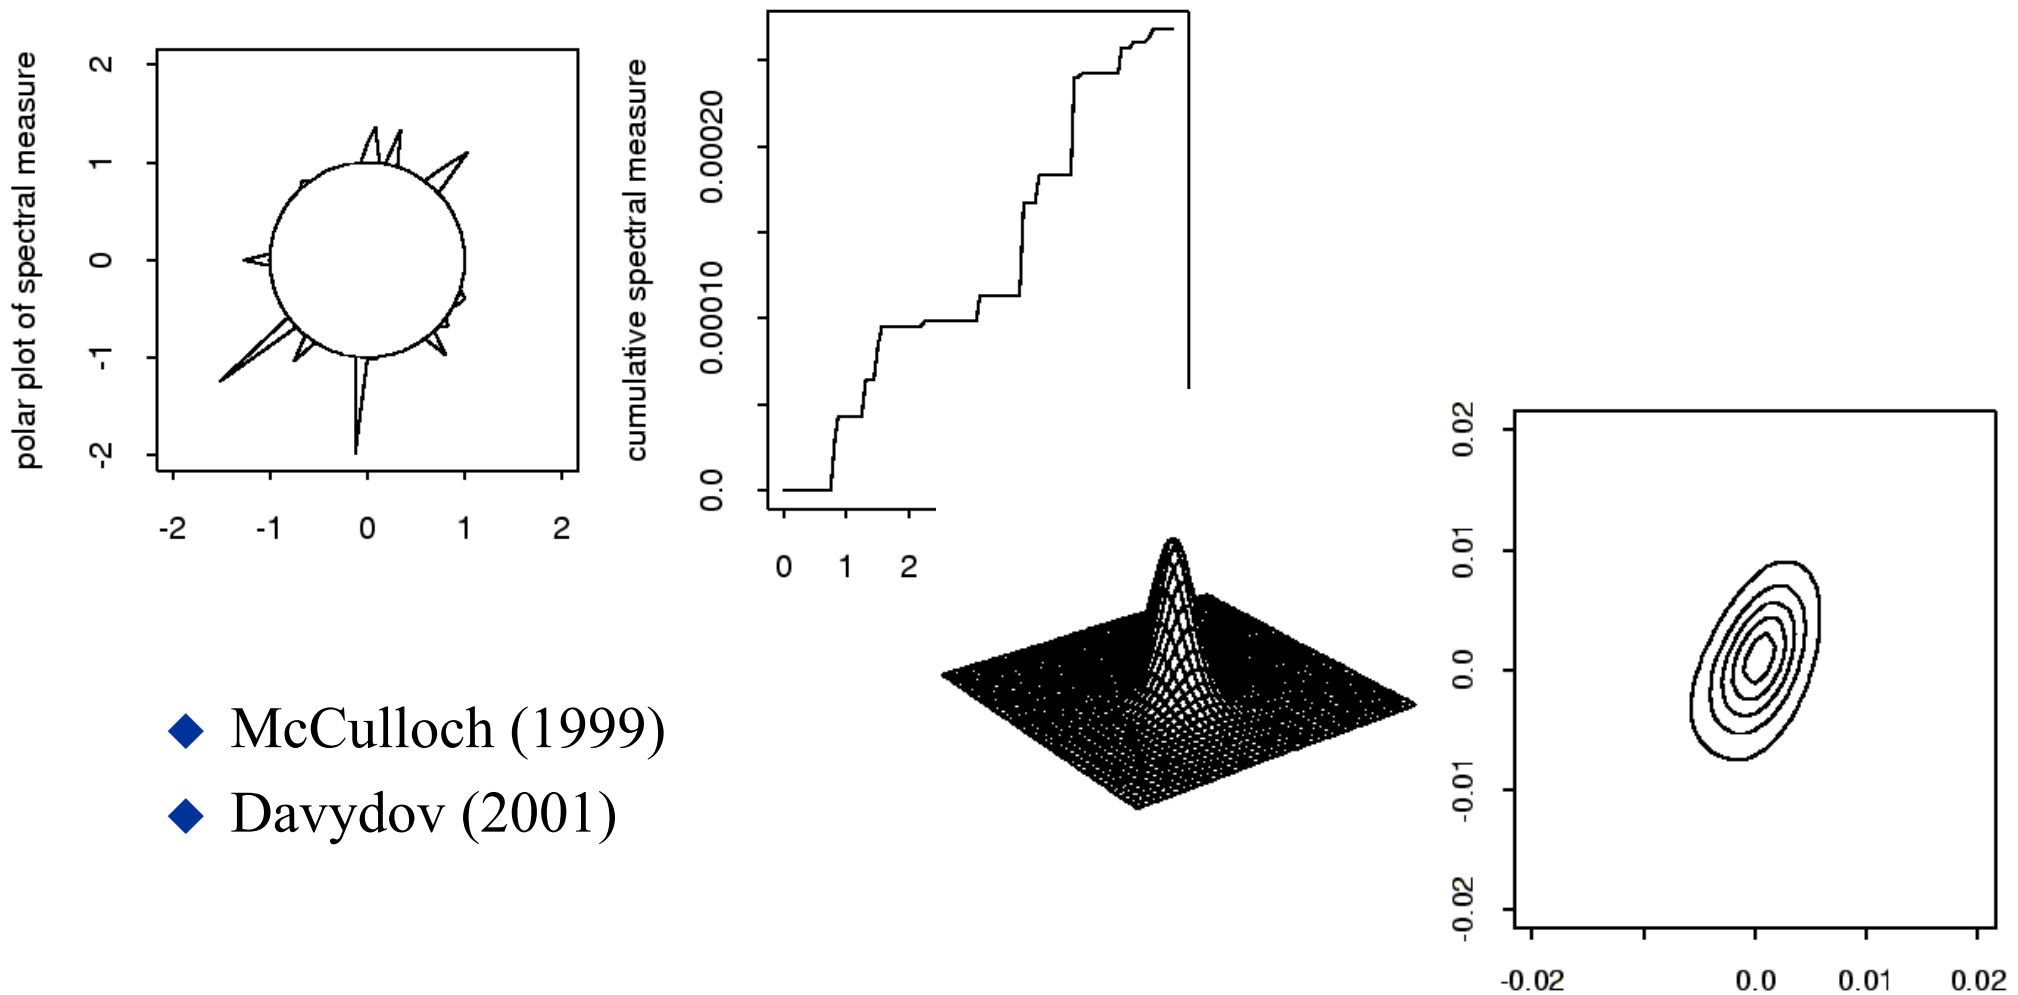 polar plot of spectral measure
2
1
0
-1
-2
-2 -1 0 1 2
cumulative spectral measure
0.00020
0.00010
0.0
0 1 2
◆ McCulloch (1999)
◆ Davydov (2001)
0.02
0.01
0.0
-0.01
-0.02
-0.02 0.0 0.01 0.02